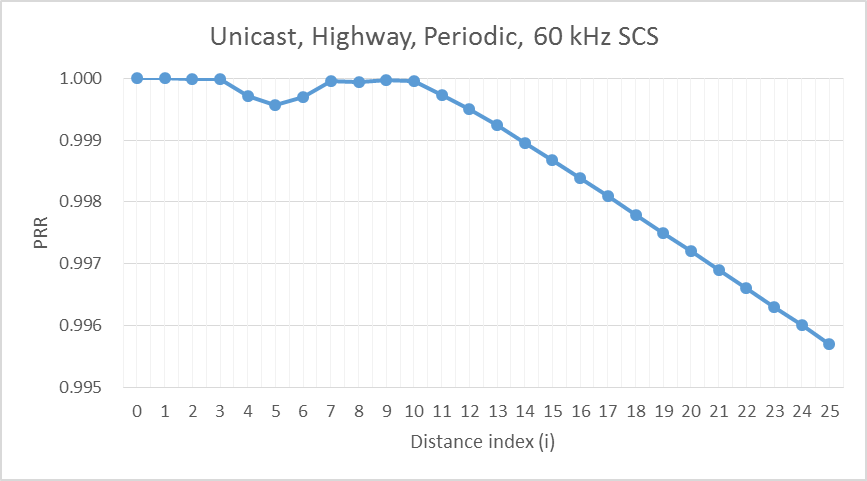 Unicast, Highway, Periodic, 60 kHz SCS
1.000
0.999
0.998
0.997
0.996
0.995
PRR
0 1 2 3 4 5 6 7 8 9 10 11 12 13 14 15 16 17 18 19 20 21 22 23 24 25
Distance index (i)